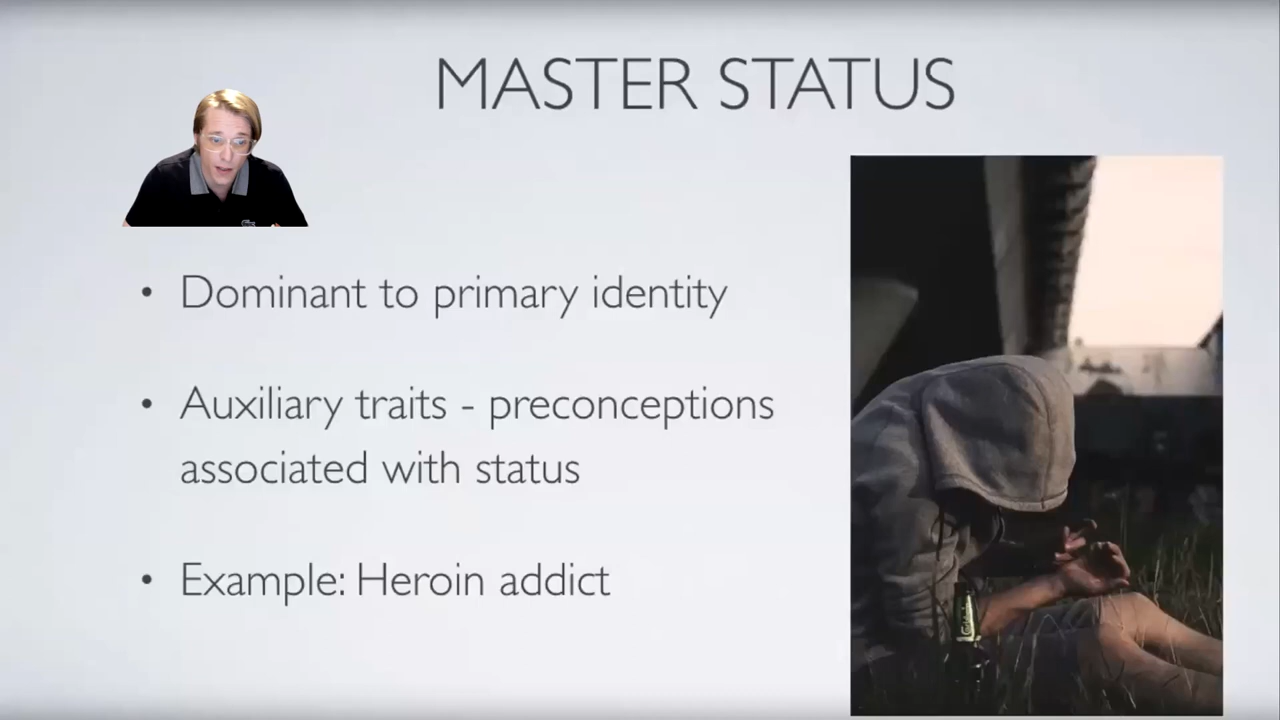 MASTER STATUS
• Dominant to primary identity
• Auxiliary traits - preconceptions
associated with status
• Example: Heroin addict